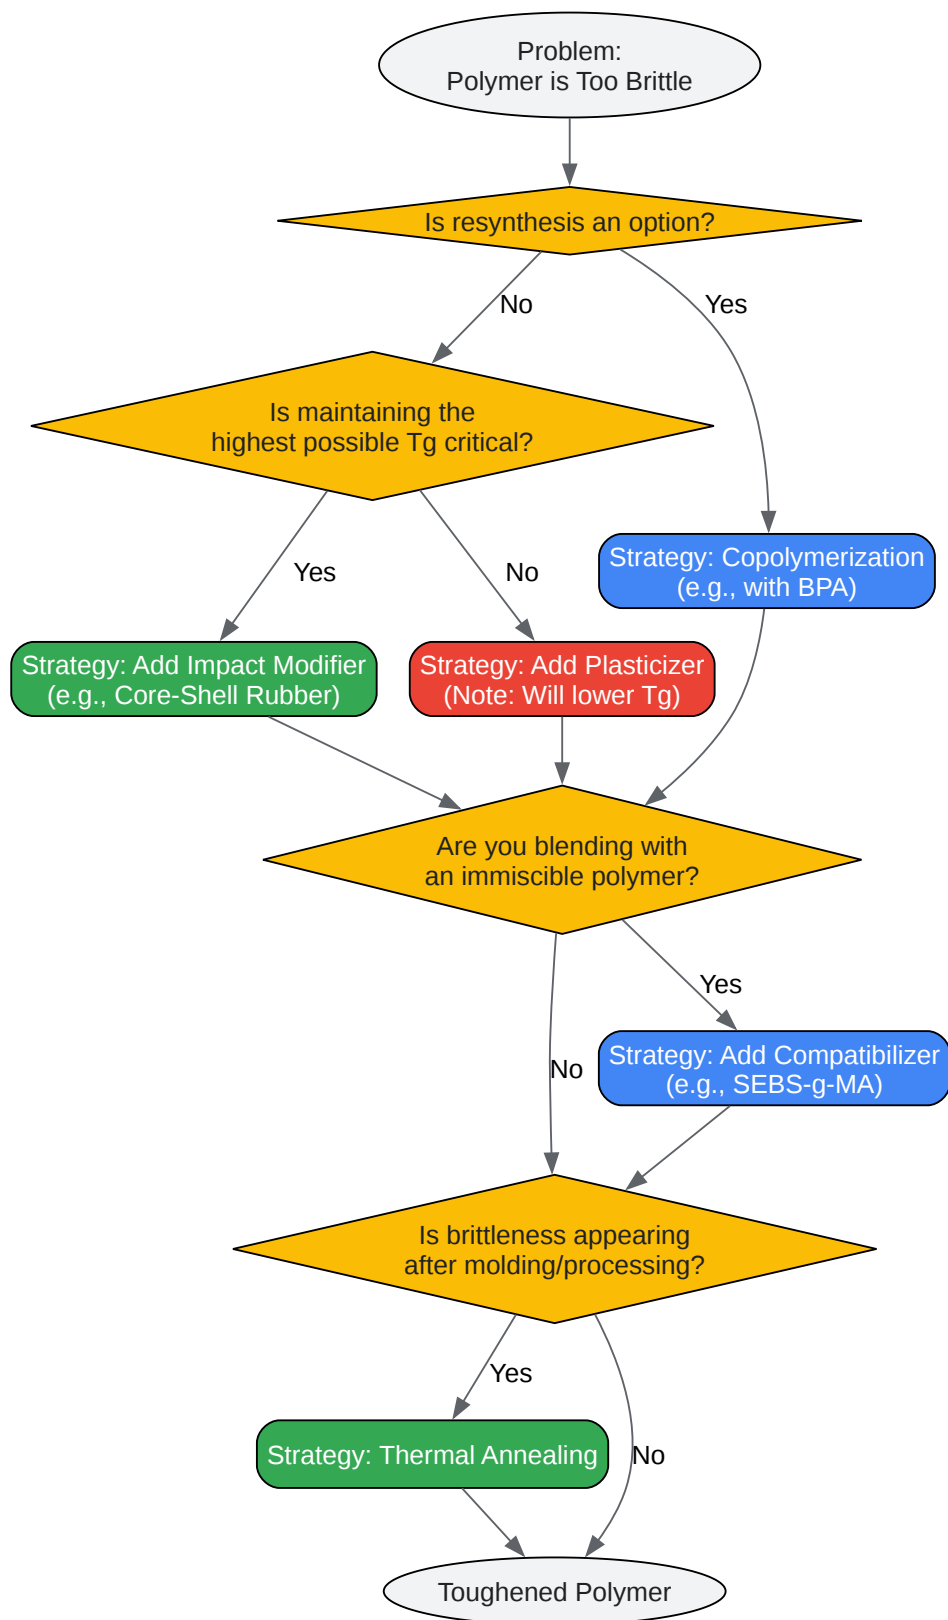 Problem:
Polymer is Too Brittle
Is resynthesis an option?
No
Yes
Is maintaining the
highest possible Tg critical?
Yes
No
Strategy: Copolymerization
(e.g., with BPA)
Strategy: Add Impact Modifier
(e.g., Core-Shell Rubber)
Strategy: Add Plasticizer
(Note: Will lower Tg)
Are you blending with
an immiscible polymer?
Yes
No
Strategy: Add Compatibilizer
(e.g., SEBS-g-MA)
Is brittleness appearing
after molding/processing?
Yes
No
Strategy: Thermal Annealing
Toughened Polymer